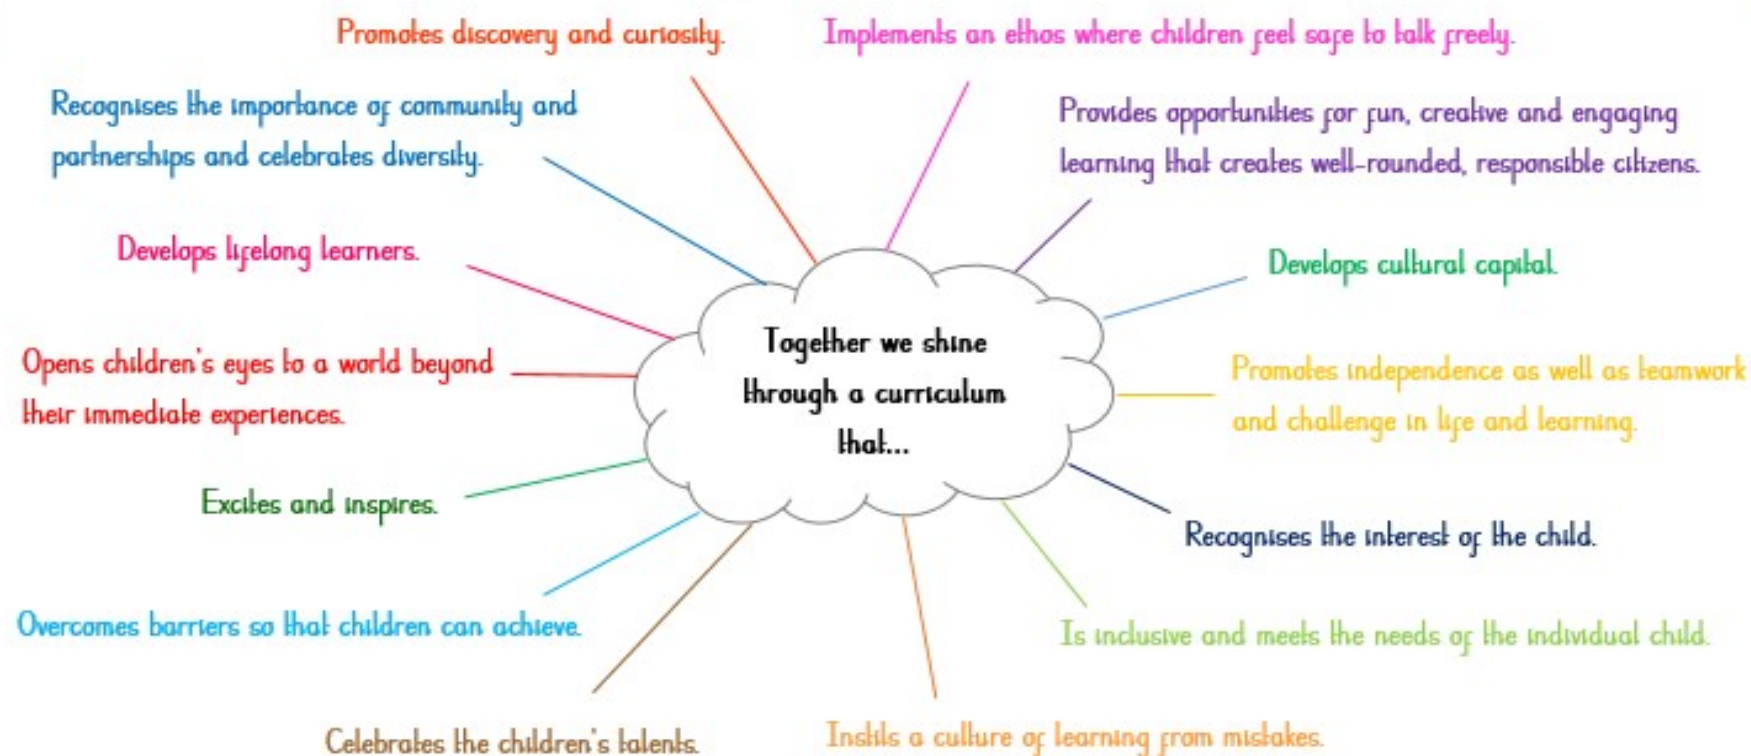 Promotes discovery and curiosity.
Implements an ethos where children feel safe to talk freely.
Recognises the importance of community and
partnerships and celebrates diversity.
Provides opportunities for fun, creative and engaging
learning that creates well-rounded, responsible citizens.
Develops lifelong learners.
Develops cultural capital.
Together we shine
through a curriculum
that...
Opens children's eyes to a world beyond
their immediate experiences.
Promotes independence as well as teamwork
and challenge in life and learning.
Excites and inspires.
Recognises the interest of the child.
Overcomes barriers so that children can achieve.
Is inclusive and meets the needs of the individual child.
Celebrates the children's talents.
Instils a culture of learning from mistakes.